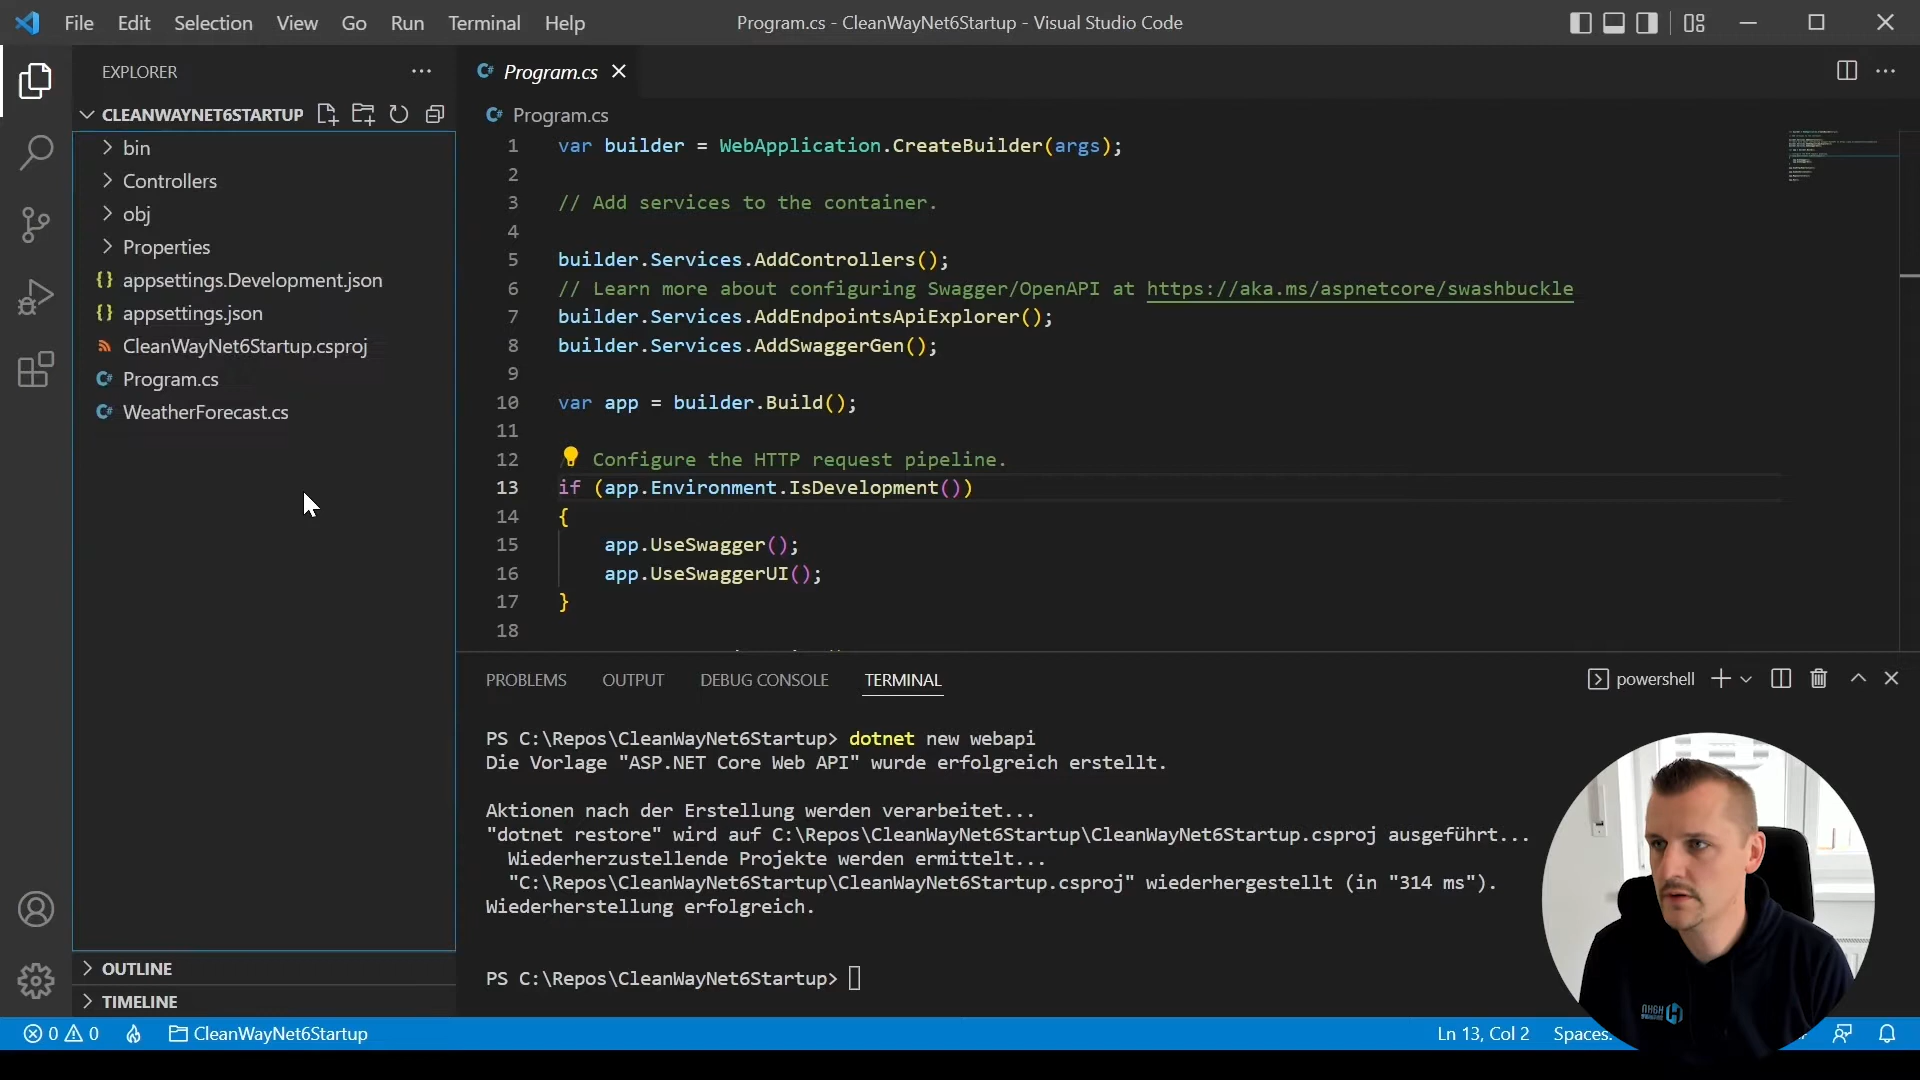 File Edit Selection View Go Run Terminal Help
Program.cs - CleanWayNet6Startup - Visual Studio Code
EXPLORER
CLEANWAYNET6STARTUP
bin
Controllers
obj
Properties
appsettings.Development.json
appsettings.json
CleanWayNet6Startup.csproj
Program.cs
WeatherForecast.cs
OUTLINE
TIMELINE
Program.cs
Program.cs
1 var builder = WebApplication.CreateBuilder(args);
2
3 // Add services to the container.
4
5 builder.Services.AddControllers();
6 // Learn more about configuring Swagger/OpenAPI at https://aka.ms/aspnetcore/swashbuckle
7 builder.Services.AddEndpointsApiExplorer();
8 builder.Services.AddSwaggerGen();
9
10 var app = builder.Build();
11
12 Configure the HTTP request pipeline.
13 if (app.Environment.IsDevelopment())
14 {
15 app.UseSwagger();
16 app.UseSwaggerUI();
17 }
18
PROBLEMS OUTPUT DEBUG CONSOLE TERMINAL
powershell
PS C:\Repos\CleanWayNet6Startup> dotnet new webapi
Die Vorlage "ASP.NET Core Web API" wurde erfolgreich erstellt.
Aktionen nach der Erstellung werden verarbeitet...
"dotnet restore" wird auf C:\Repos\CleanWayNet6Startup\CleanWayNet6Startup.csproj ausgeführt...
Wiederherzustellende Projekte werden ermittelt...
"C:\Repos\CleanWayNet6Startup\CleanWayNet6Startup.csproj" wiederhergestellt (in "314 ms").
Wiederherstellung erfolgreich.
PS C:\Repos\CleanWayNet6Startup>
0 0 CleanWayNet6Startup
Ln 13, Col 2 Spaces: